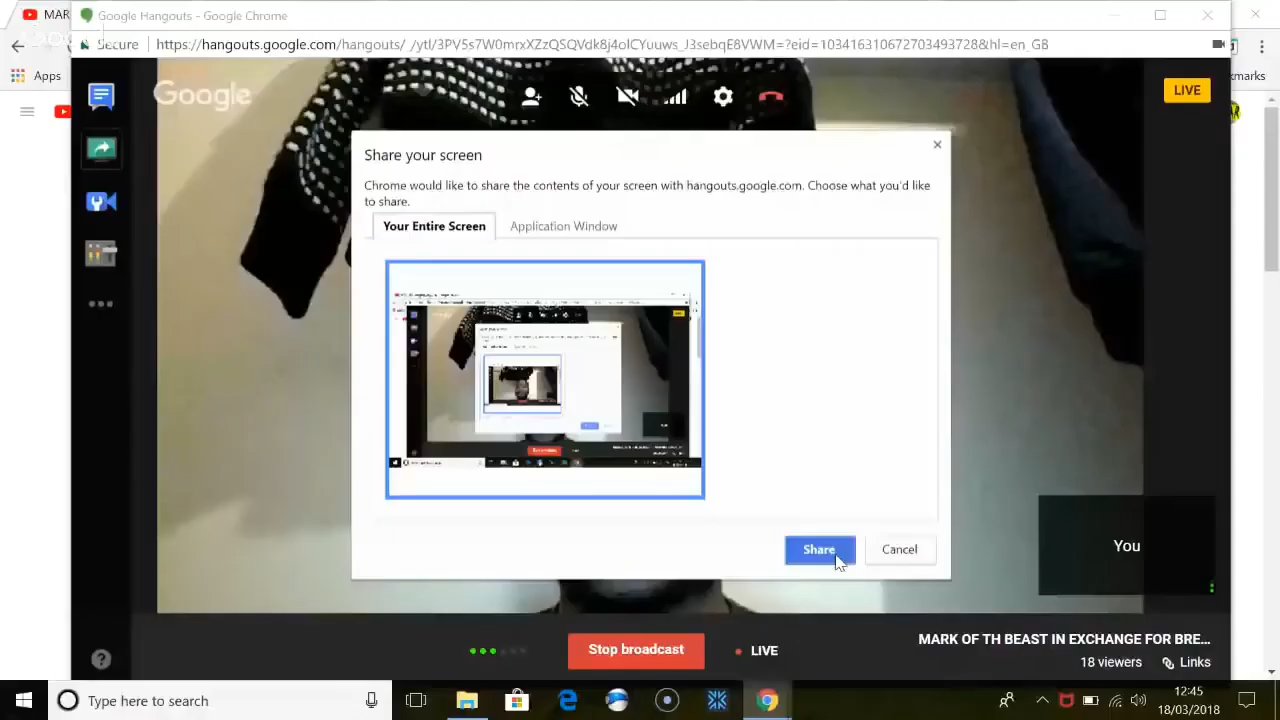 MAR
Google Hangouts - Google Chrome
Secure
https://hangouts.google.com/hangouts/_/ytl/3PV5s7W0mrxXZzQSQVdk8j4olCYuuws_J3sebqE8VWM=?eid=103416310672703493728&hl=en_GB
Apps
kmarks
Google
LIVE
Share your screen
Chrome would like to share the contents of your screen with hangouts.google.com. Choose what you'd like
to share.
Your Entire Screen
Application Window
Share
Cancel
You
Stop broadcast
LIVE
MARK OF TH BEAST IN EXCHANGE FOR BRE...
18 viewers
Links
Type here to search
12:45
18/03/2018